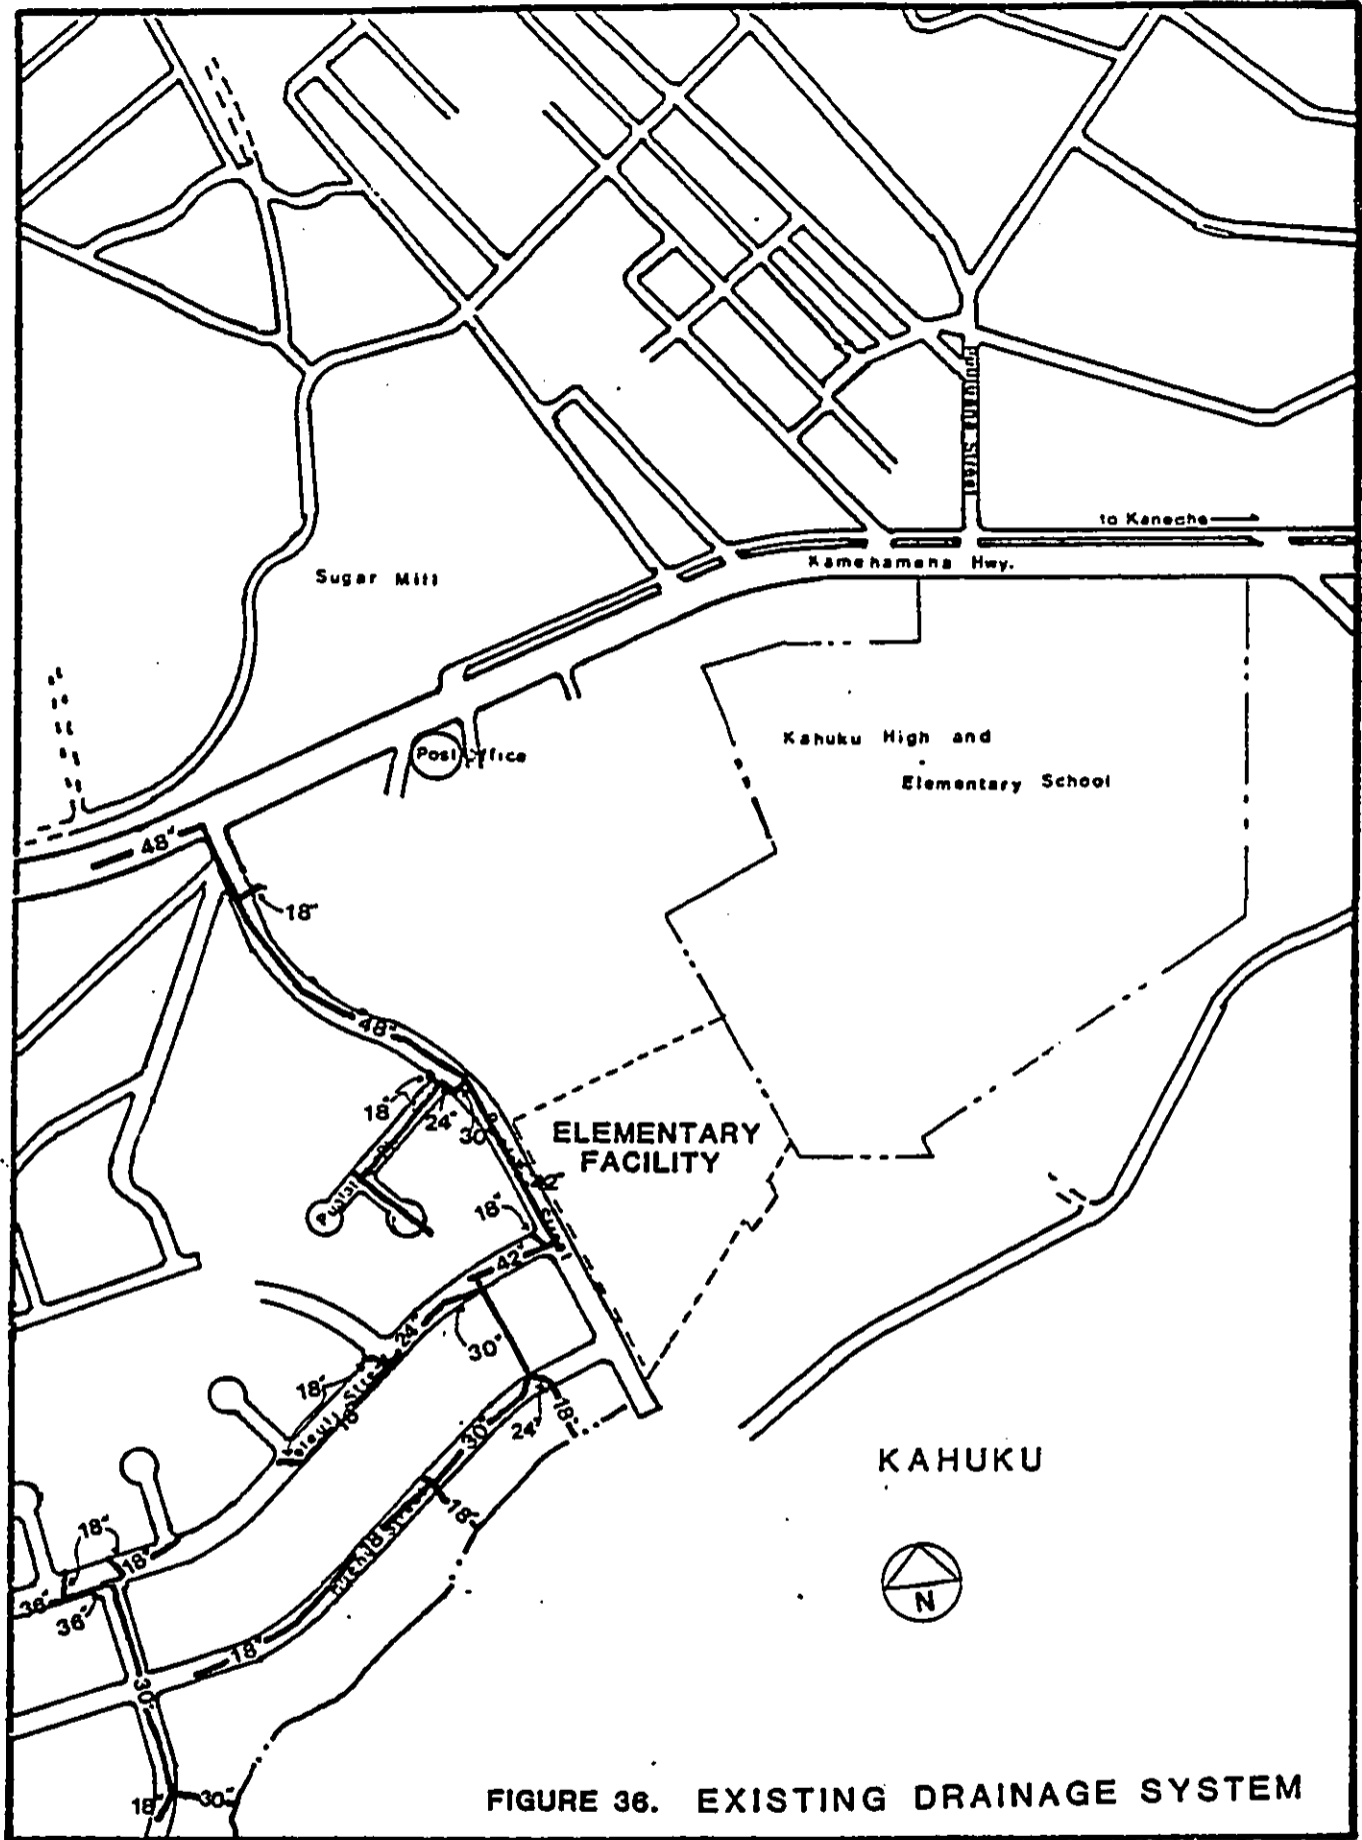 to Kaneohe
Kamehameha Hwy.
Sugar Mill
Kahuku High and
Elementary School
Post Office
48"
18"
48"
18"
24"
30"
42"
ELEMENTARY
FACILITY
18"
42"
24"
30"
18"
18"
30"
24"
18"
18"
18"
KAHUKU
18"
18"
36"
36"
18"
30"
N
18"
30"
FIGURE 36. EXISTING DRAINAGE SYSTEM